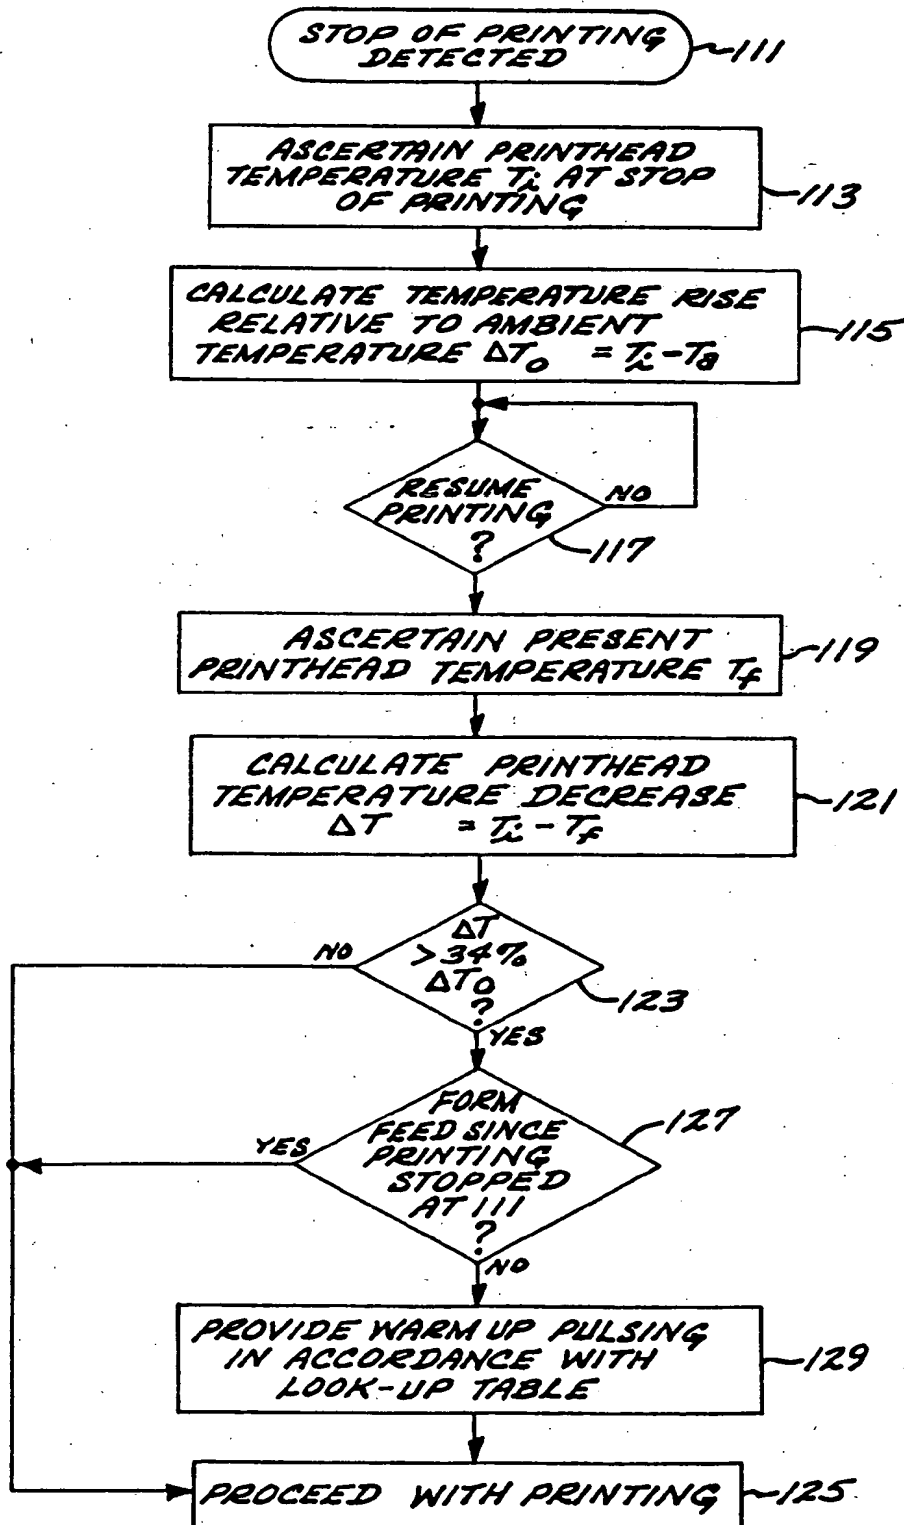 STOP OF PRINTING
DETECTED
111
ASCERTAIN PRINTHEAD
TEMPERATURE Ti AT STOP
OF PRINTING
113
CALCULATE TEMPERATURE RISE
RELATIVE TO AMBIENT
TEMPERATURE ΔTo = Ti - Ta
115
RESUME
PRINTING
?
NO
117
ASCERTAIN PRESENT
PRINTHEAD TEMPERATURE Tf
119
CALCULATE PRINTHEAD
TEMPERATURE DECREASE
ΔT = Ti - Tf
121
ΔT
> 34%
ΔTo
?
NO
123
YES
FORM
FEED SINCE
PRINTING
STOPPED
AT 111
?
YES
127
NO
PROVIDE WARM UP PULSING
IN ACCORDANCE WITH
LOOK-UP TABLE
129
PROCEED WITH PRINTING
125